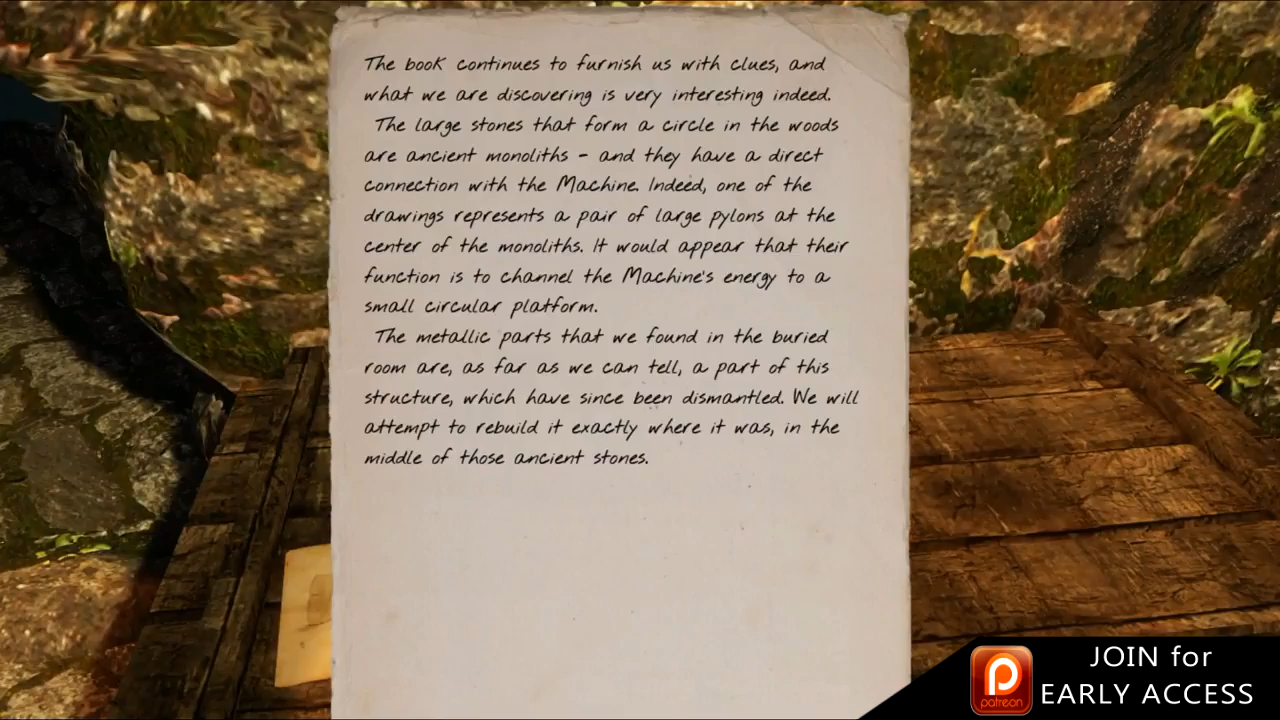 The book continues to furnish us with clues, and
what we are discovering is very interesting indeed.
The large stones that form a circle in the woods
are ancient monoliths - and they have a direct
connection with the Machine. Indeed, one of the
drawings represents a pair of large pylons at the
center of the monoliths. It would appear that their
function is to channel the Machine's energy to a
small circular platform.
The metallic parts that we found in the buried
room are, as far as we can tell, a part of this
structure, which have since been dismantled. We will
attempt to rebuild it exactly where it was, in the
middle of those ancient stones.
JOIN for
EARLY ACCESS
patreon